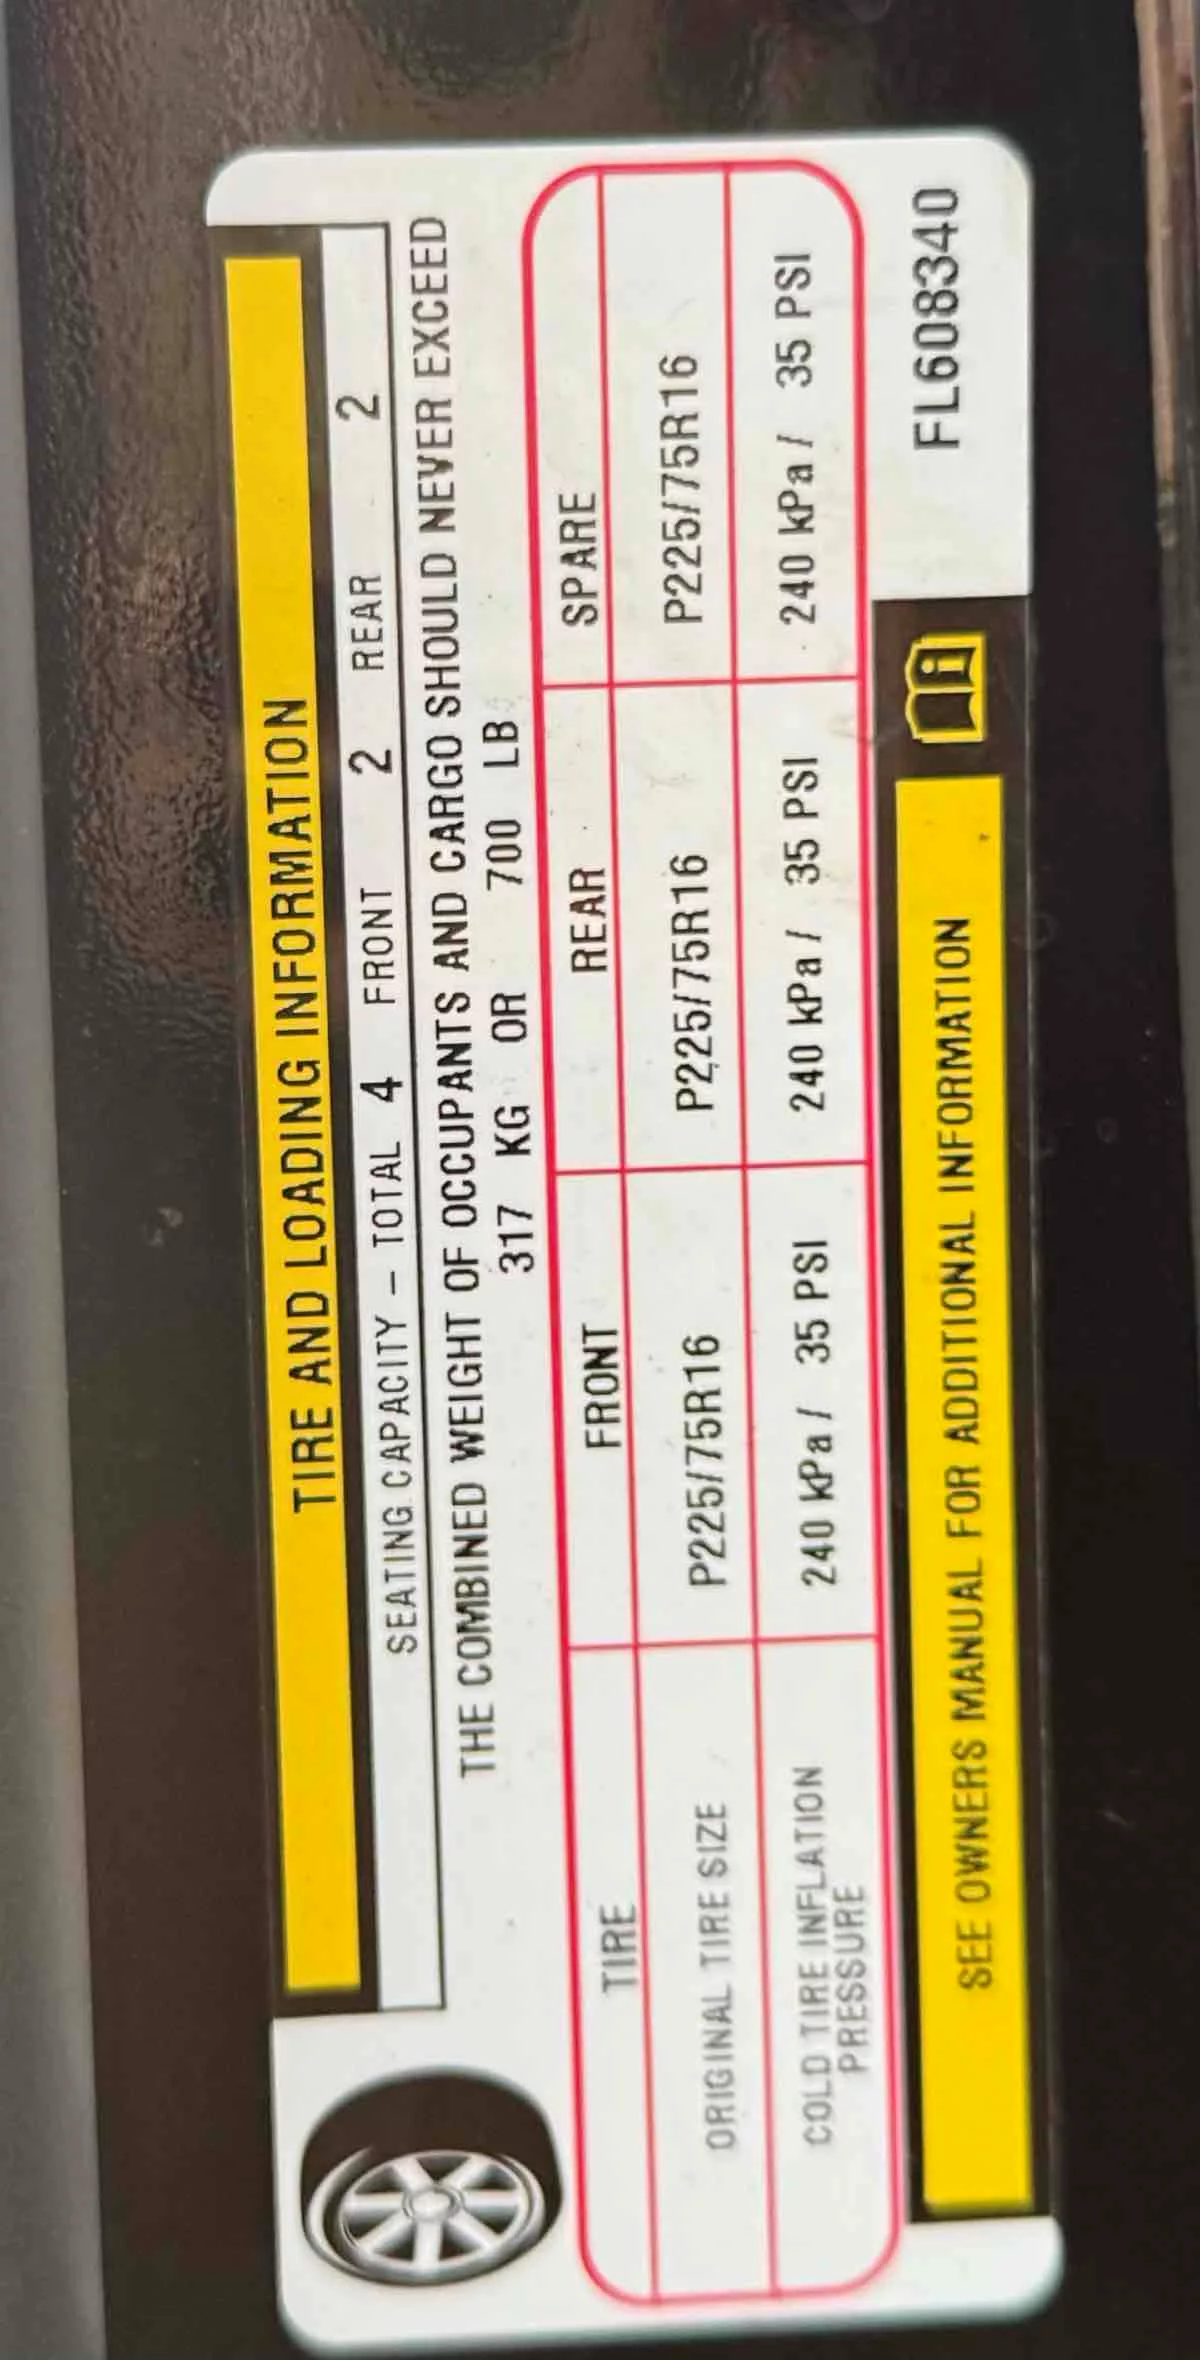 TIRE AND LOADING INFORMATION
SEATING CAPACITY – TOTAL 4 FRONT 2 REAR 2
THE COMBINED WEIGHT OF OCCUPANTS AND CARGO SHOULD NEVER EXCEED
317 KG OR 700 LB
TIRE FRONT REAR SPARE
ORIGINAL TIRE SIZE P225/75R16 P225/75R16 P225/75R16
COLD TIRE INFLATION PRESSURE 240 kPa / 35 PSI 240 kPa / 35 PSI 240 kPa / 35 PSI
SEE OWNERS MANUAL FOR ADDITIONAL INFORMATION
FL608340